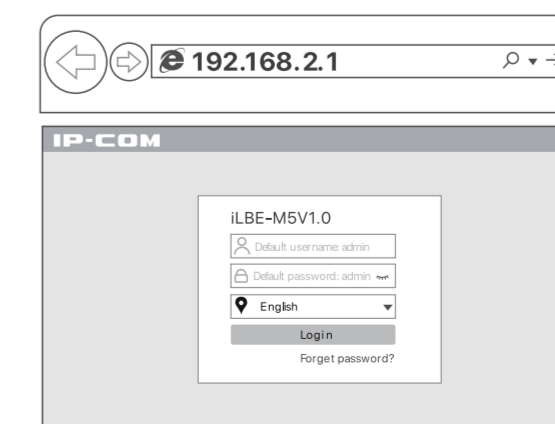 192.168.2.1
IP-COM
iLBE-M5V1.0
Default username: admin
Default password: admin
English
Login
Forget password?